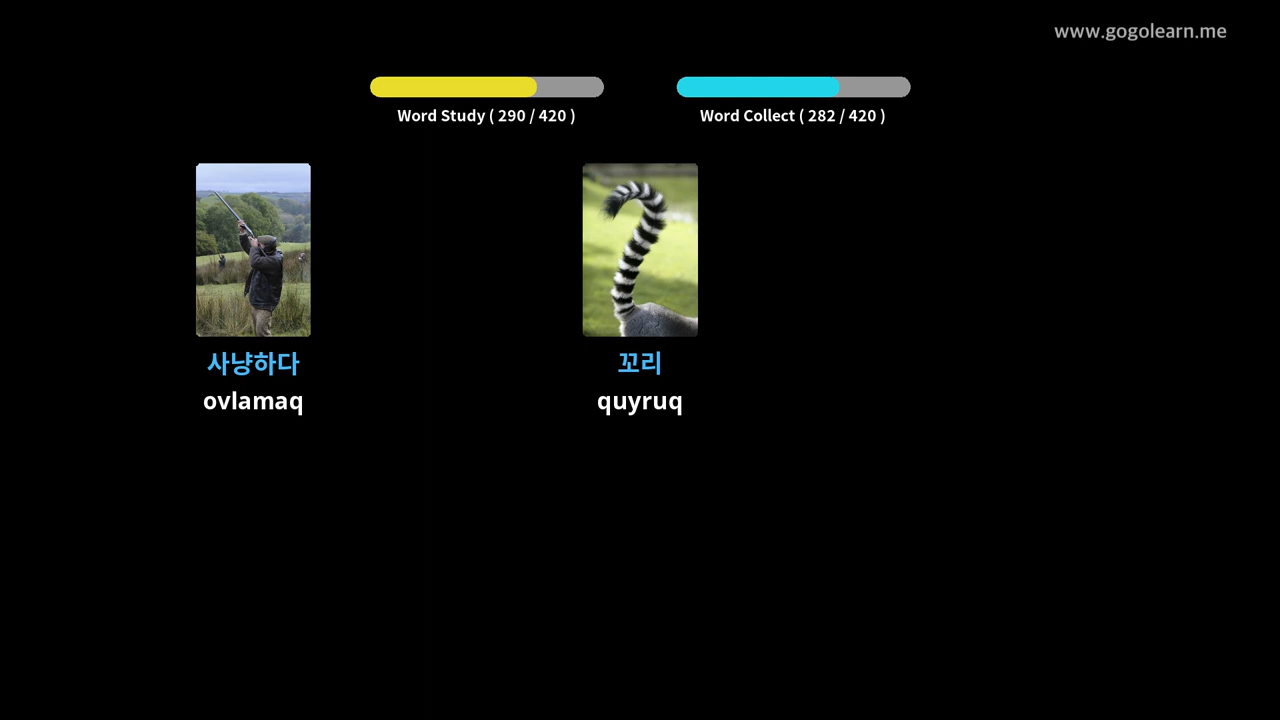 www.gogolearn.me
Word Study ( 290 / 420 )
Word Collect ( 282 / 420 )
사냥하다
ovlamaq
꼬리
quyruq